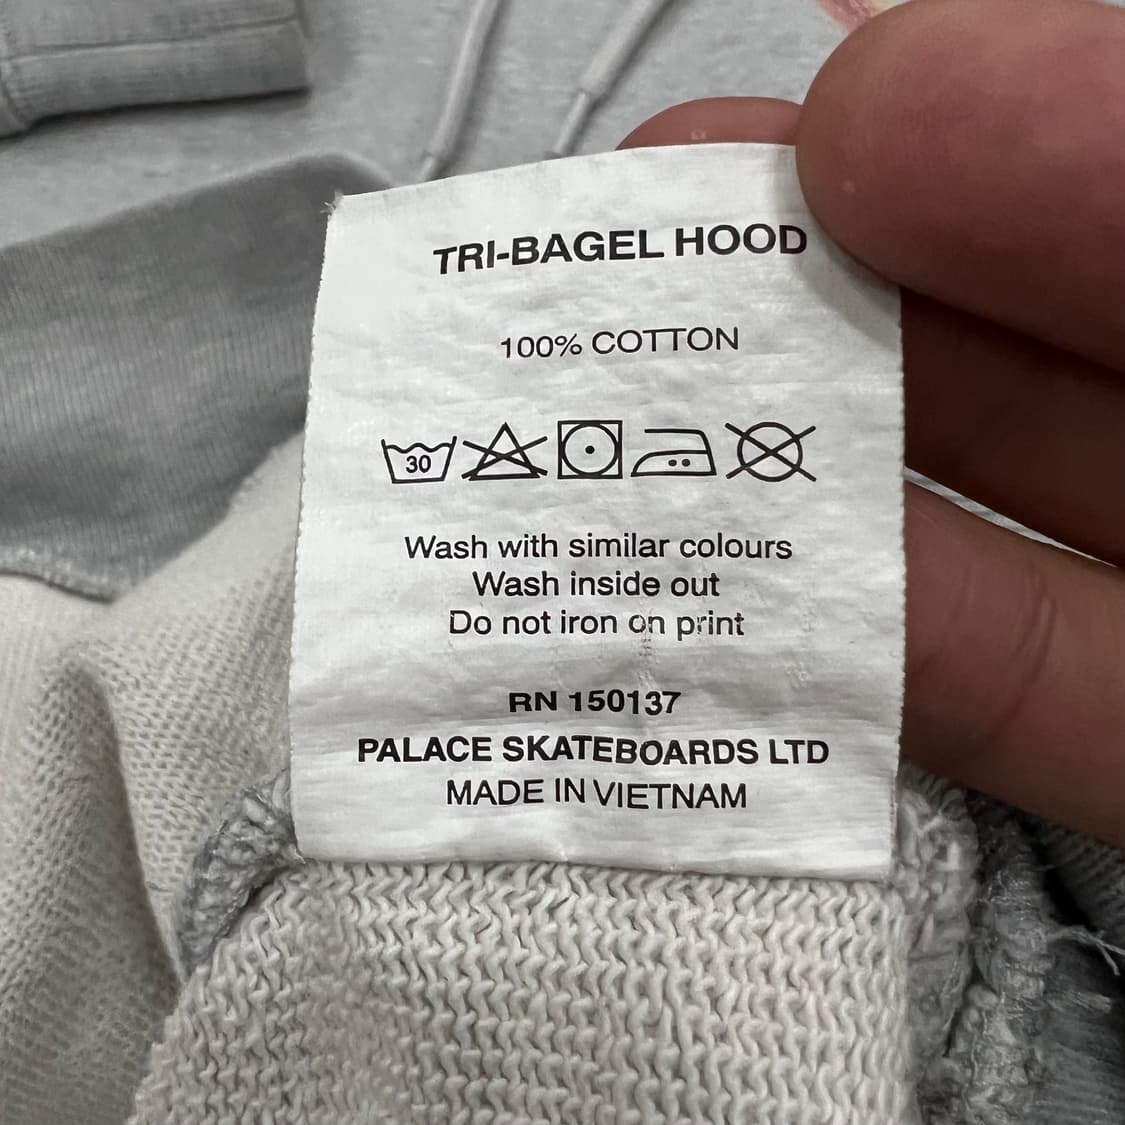 TRI-BAGEL HOOD
100% COTTON
30
Wash with similar colours
Wash inside out
Do not iron on print
RN 150137
PALACE SKATEBOARDS LTD
MADE IN VIETNAM